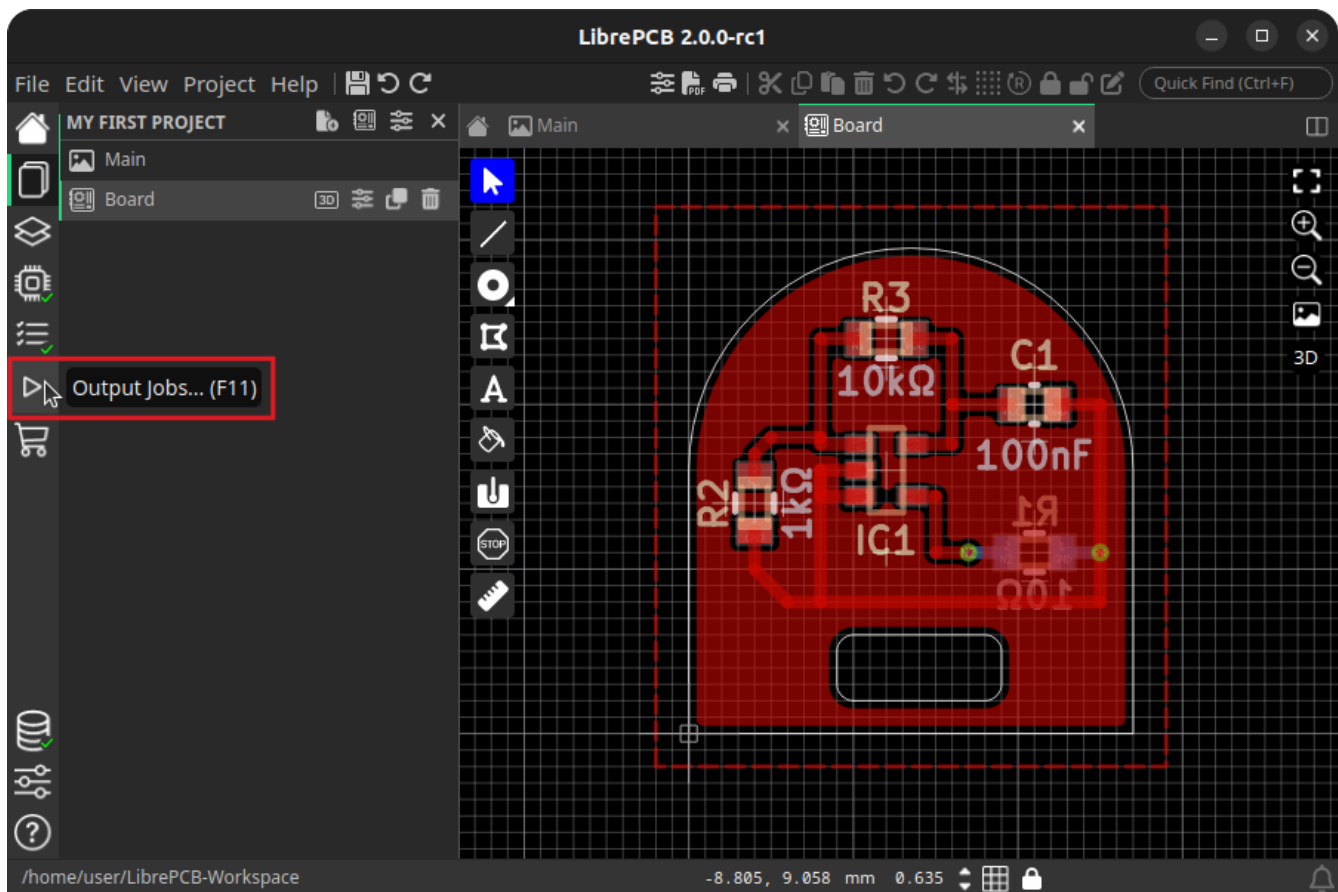 LibrePCB 2.0.0-rc1
File Edit View Project Help
PDF
Quick Find (Ctrl+F)
MY FIRST PROJECT
Main
Board
Main
Board
3D
Output Jobs... (F11)
STOP
3D
R3
10kΩ
C1
100nF
R2
1kΩ
IC1
R1
10Ω
/home/user/LibrePCB-Workspace
-8.805, 9.058 mm 0.635